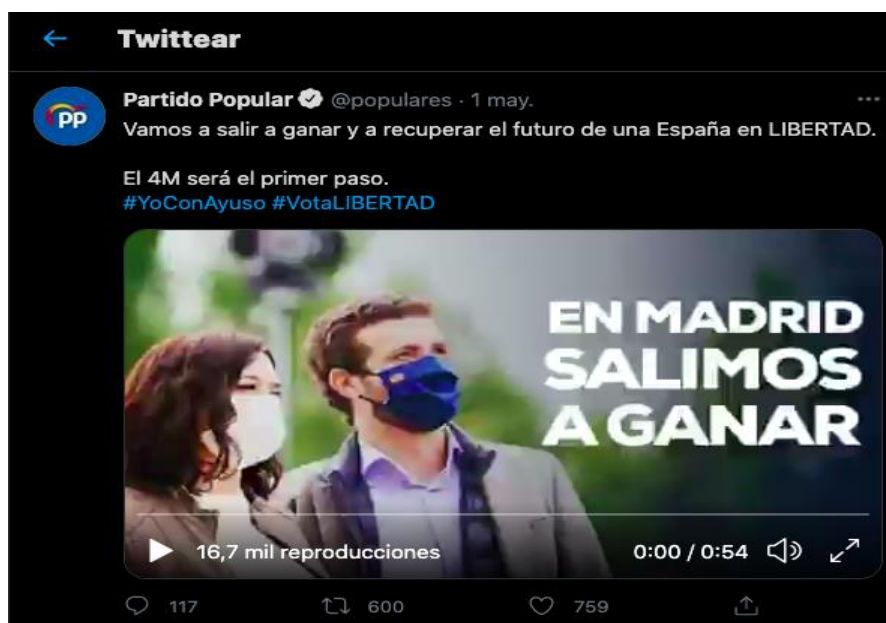 Twittear
PP
Partido Popular @populares · 1 may.
Vamos a salir a ganar y a recuperar el futuro de una España en LIBERTAD.
El 4M será el primer paso.
#YoConAyuso #VotaLIBERTAD
EN MADRID
SALIMOS
A GANAR
16,7 mil reproducciones 0:00 / 0:54
117 600 759